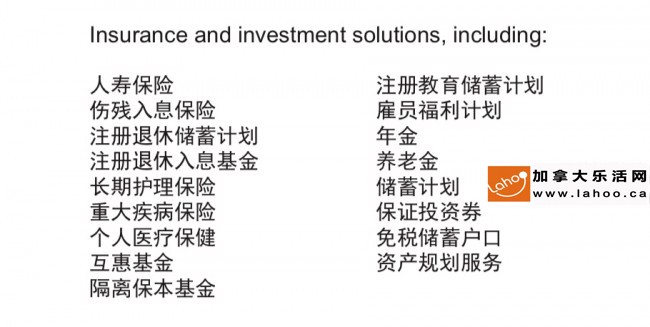 Insurance and investment solutions, including:
人寿保险
伤残入息保险
注册退休储蓄计划
注册退休入息基金
长期护理保险
重大疾病保险
个人医疗保健
互惠基金
隔离保本基金
注册教育储蓄计划
雇员福利计划
年金
养老金
储蓄计划
保证投资券
免税储蓄户口
资产规划服务
Lahoo
加拿大乐活网
www.lahoo.ca